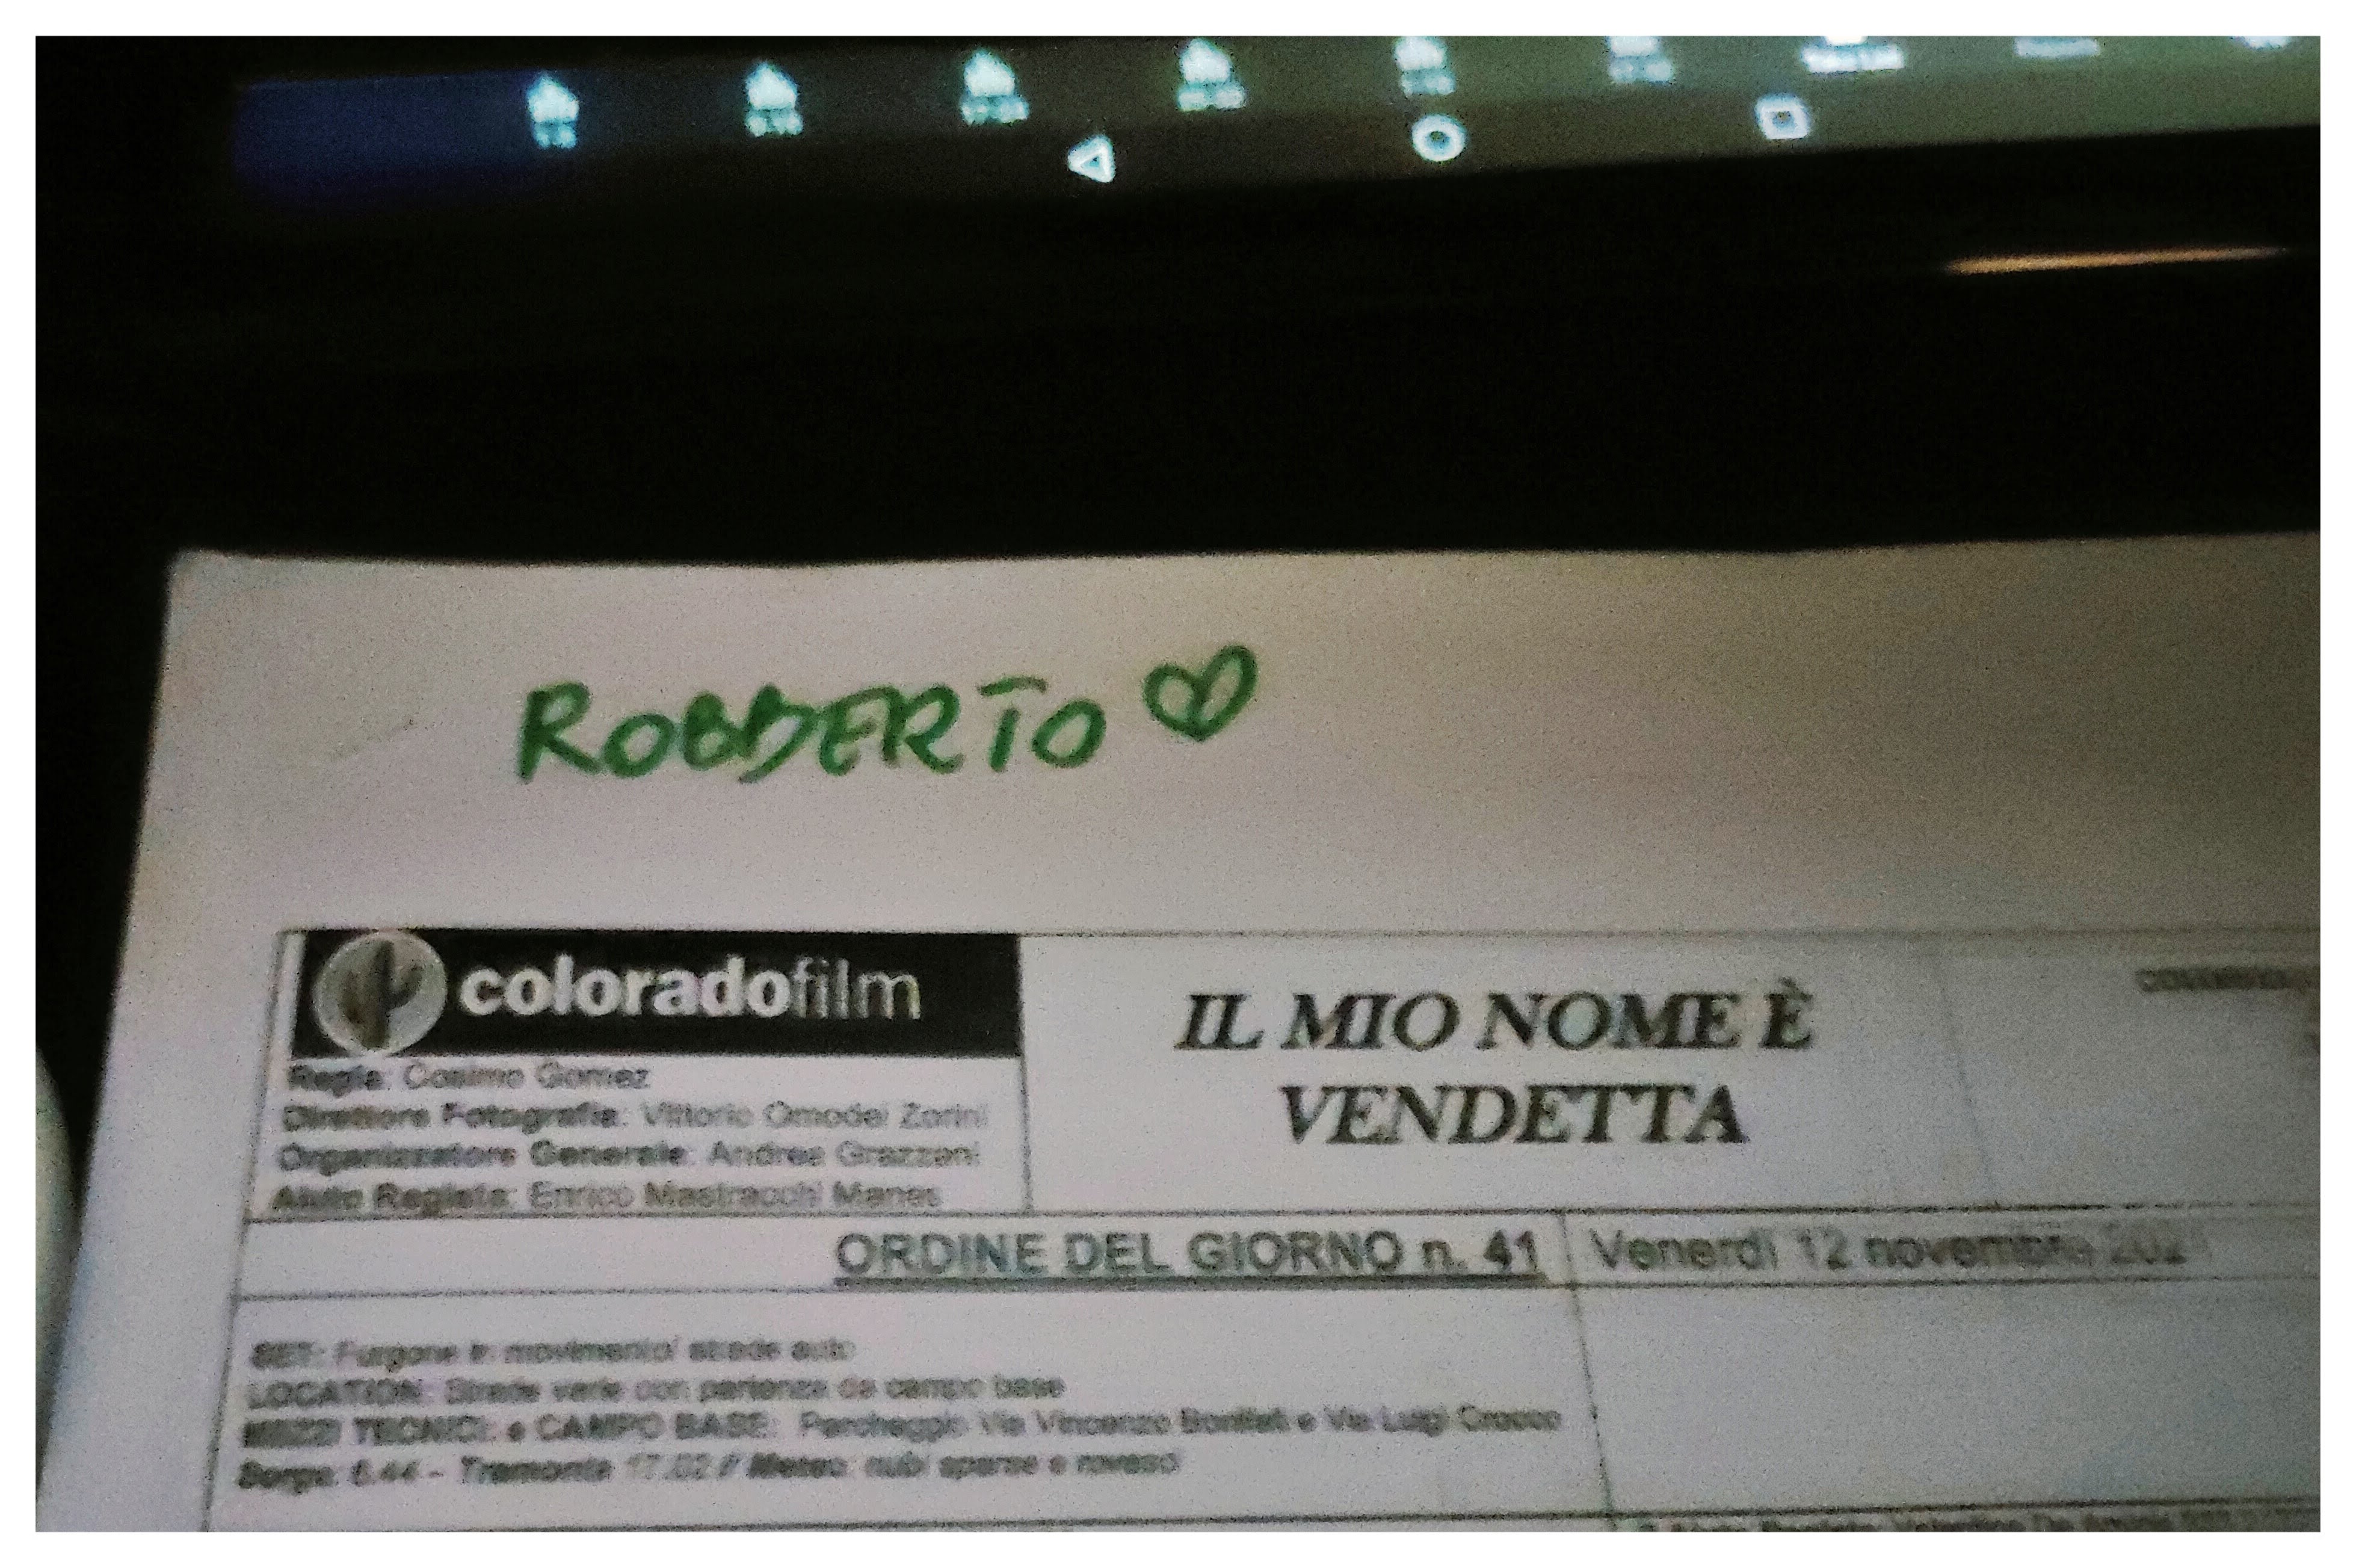 ROBBERTO
coloradofilm
IL MIO NOME È
VENDETTA
Regia: Cosimo Gomez
Direttore Fotografia: Vittorio Omodei Zorini
Organizzatore Generale: Andrea Grazzani
Aiuto Regista: Enrico Mastracchi Manes
ORDINE DEL GIORNO n. 41 Venerdì 12 novembre 2021
SET: Furgone in movimento/ strade auto
LOCATION: Strade varie con partenza da campo base
MEZZI TECNICI: e CAMPO BASE: Parcheggio Via Vincenzo Bonifati e Via Luigi Crocco
Sorge: 6.44 - Tramonta 17.02 // Meteo: nubi sparse e rovesci